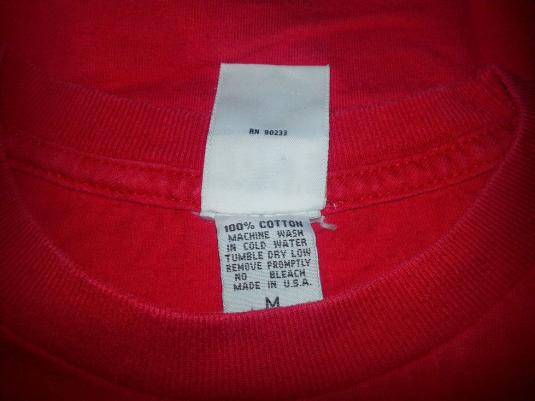 RN 90233
100% COTTON
MACHINE WASH
IN COLD WATER
TUMBLE DRY LOW
REMOVE PROMPTLY
NO BLEACH
MADE IN U.S.A.
M